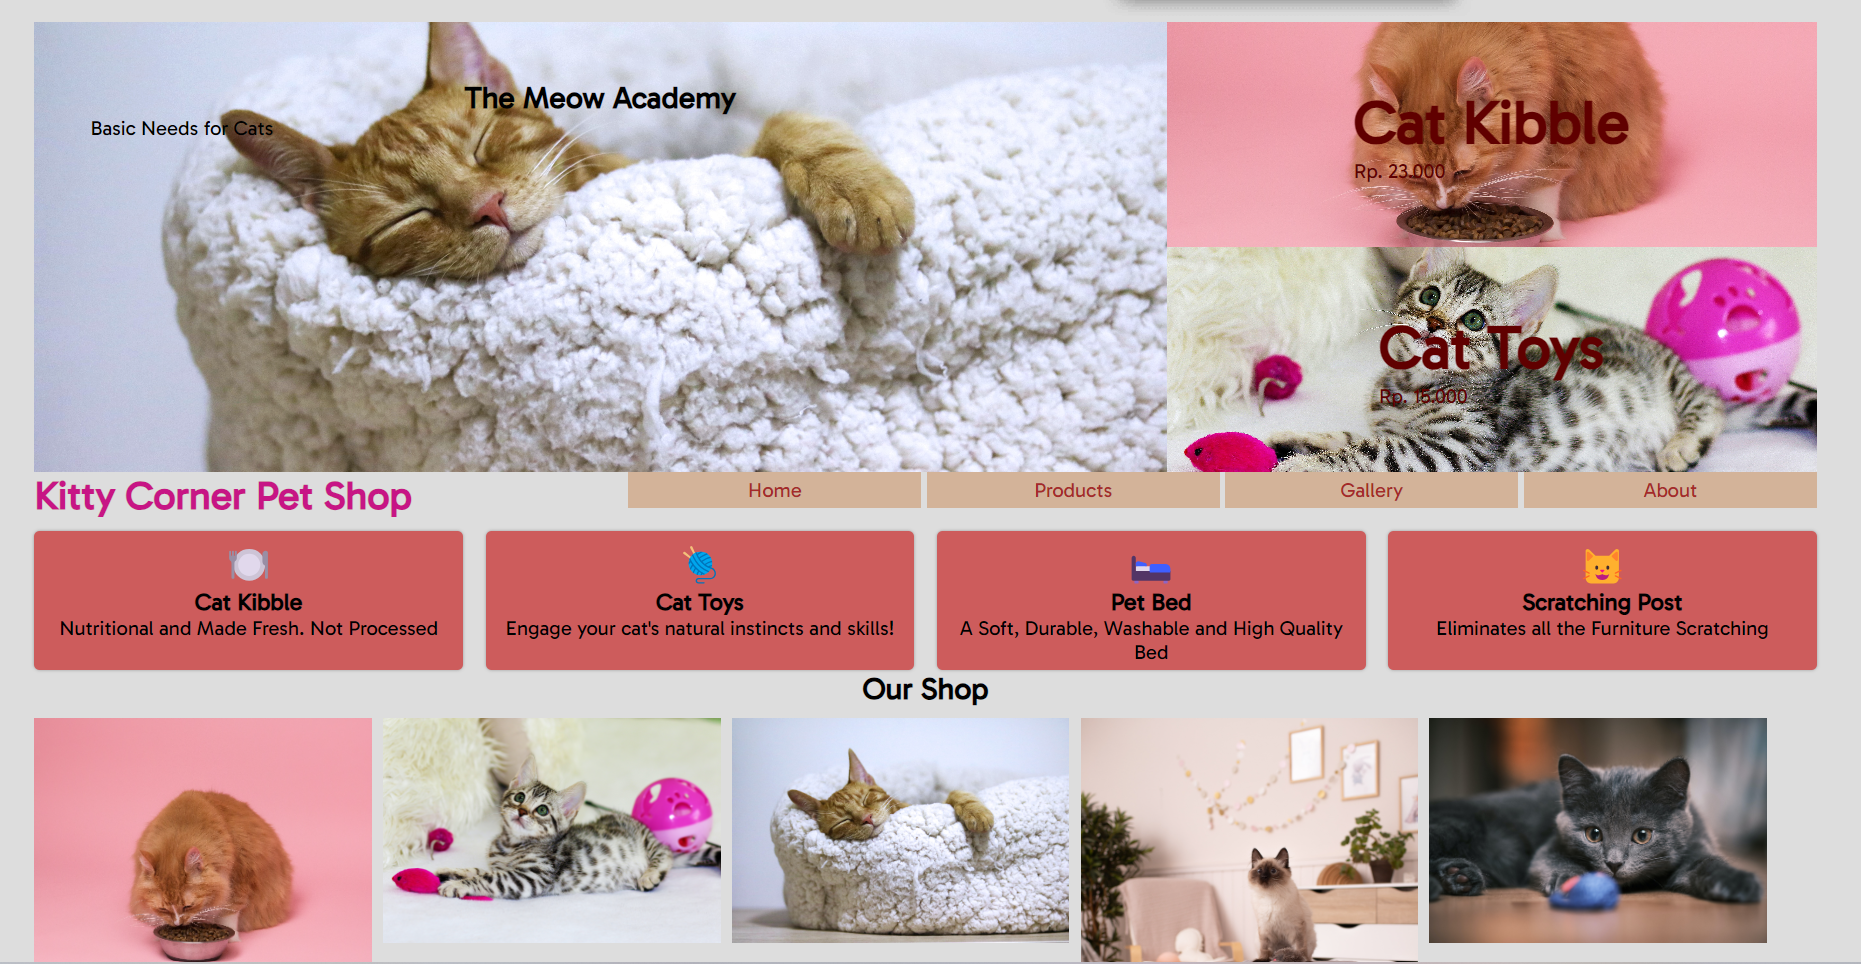 The Meow Academy
Basic Needs for Cats
Cat Kibble
Rp. 23.000
Cat Toys
Rp. 15.000
Kitty Corner Pet Shop
Home
Products
Gallery
About
Cat Kibble
Nutritional and Made Fresh. Not Processed
Cat Toys
Engage your cat's natural instincts and skills!
Pet Bed
A Soft, Durable, Washable and High Quality
Bed
Scratching Post
Eliminates all the Furniture Scratching
Our Shop